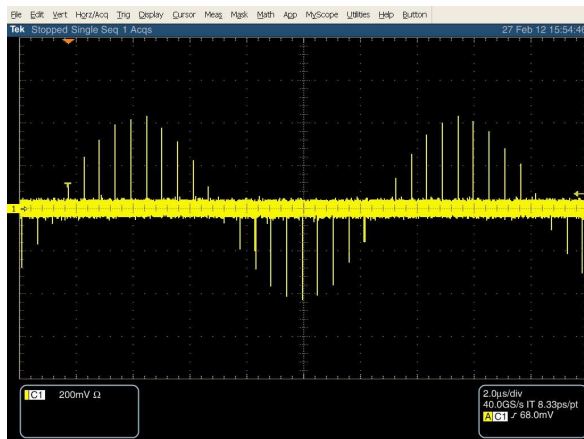 File Edit Vert Horz/Acq Trig Display Cursor Meas Mask Math App MyScope Utilities Help Button
Tek Stopped Single Seq 1 Acqs 27 Feb 12 15:54:46
1
C1 200mV Ω
2.0µs/div
40.0GS/s IT 8.33ps/pt
A C1 68.0mV